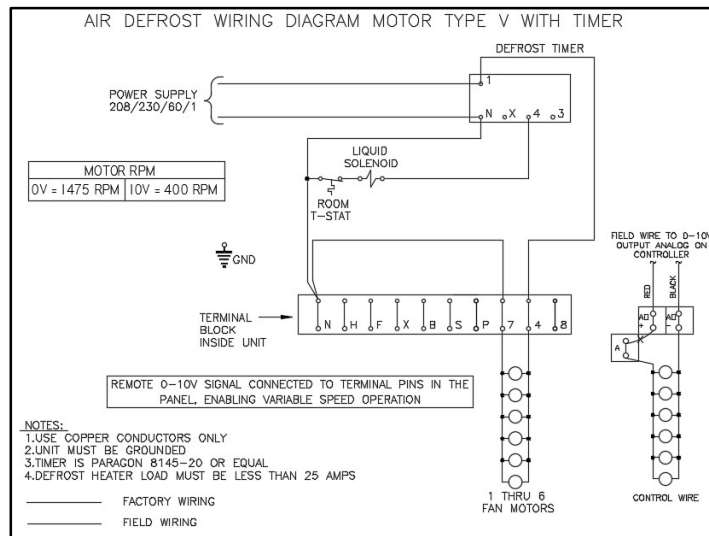 AIR DEFROST WIRING DIAGRAM MOTOR TYPE V WITH TIMER
DEFROST TIMER
1
POWER SUPPLY
208/230/60/1
N X 4 3
LIQUID
SOLENOID
MOTOR RPM
0V = 1475 RPM 10V = 400 RPM
ROOM
T-STAT
FIELD WIRE TO 0-10V
OUTPUT ANALOG ON
CONTROLLER
GND
RED
BLACK
TERMINAL
BLOCK
INSIDE UNIT
N H F X B S P 7 4 8
AO
+
AO
-
A
REMOTE 0-10V SIGNAL CONNECTED TO TERMINAL PINS IN THE
PANEL, ENABLING VARIABLE SPEED OPERATION
NOTES:
1.USE COPPER CONDUCTORS ONLY
2.UNIT MUST BE GROUNDED
3.TIMER IS PARAGON 8145-20 OR EQUAL
4.DEFROST HEATER LOAD MUST BE LESS THAN 25 AMPS
FACTORY WIRING
FIELD WIRING
1 THRU 6
FAN MOTORS
CONTROL WIRE